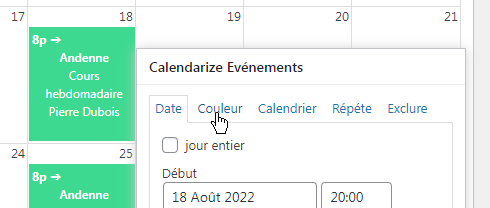 17
18
19
20
21
8p ➔
Andenne
Cours
hebdomadaire
Pierre Dubois
Calendarize Evénements
Date Couleur Calendrier Répéte Exclure
jour entier
Début
18 Août 2022 20:00
24
25
8p ➔
Andenne